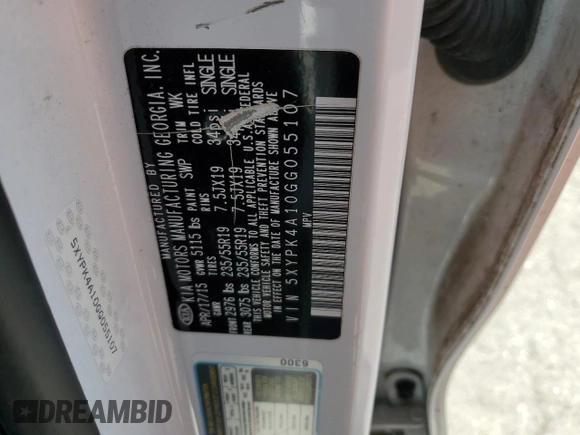 KIA MOTORS MANUFACTURING GEORGIA, INC.
APR/17/15 PAINT SWP TRIM WK
GVWR 5115 lbs
GAWR TIRES RIMS COLD TIRE INFL
FRONT 2976 lbs 235/55R19 7.5JX19 34psi SINGLE
REAR 3075 lbs 235/55R19 7.5JX19 SINGLE
THIS VEHICLE CONFORMS TO ALL APPLICABLE U.S.A. FEDERAL
MOTOR VEHICLE SAFETY, BUMPER, AND THEFT PREVENTION STANDARDS
IN EFFECT ON THE DATE OF MANUFACTURE SHOWN ABOVE
VIN 5XYPK4A10GG055107
MPV
5XYPK4A10GG055107
6300
DREAMBID